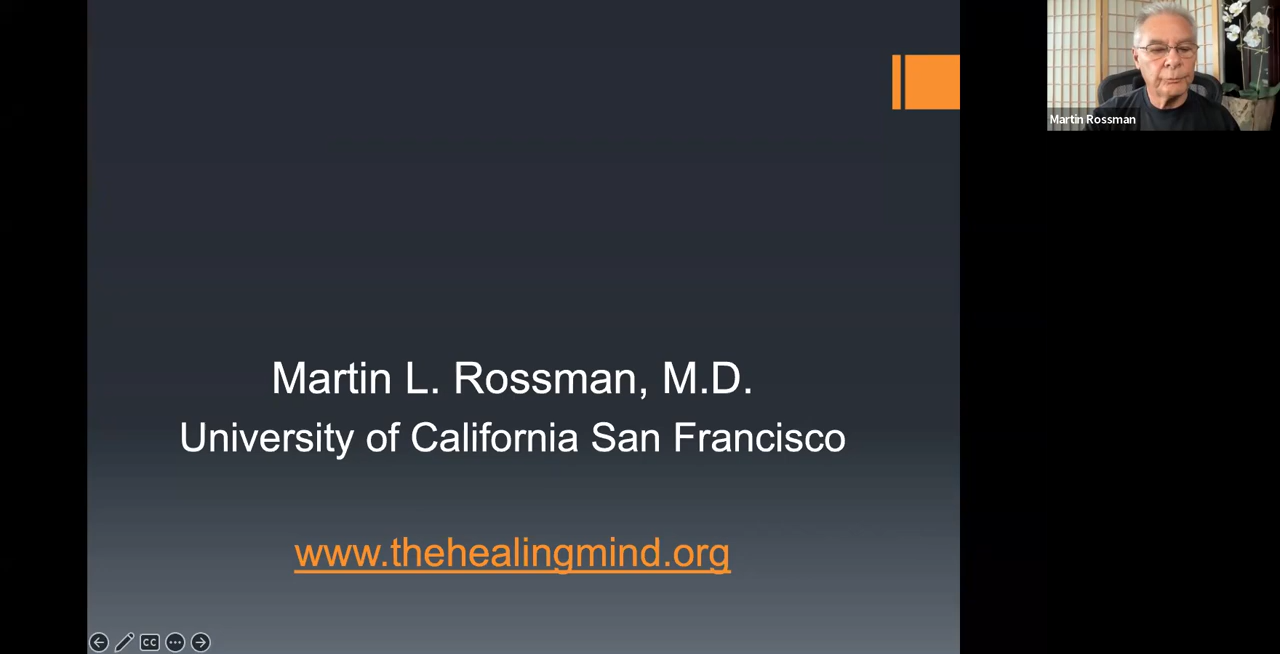 Martin Rossman
Martin L. Rossman, M.D.
University of California San Francisco
www.thehealingmind.org
CC